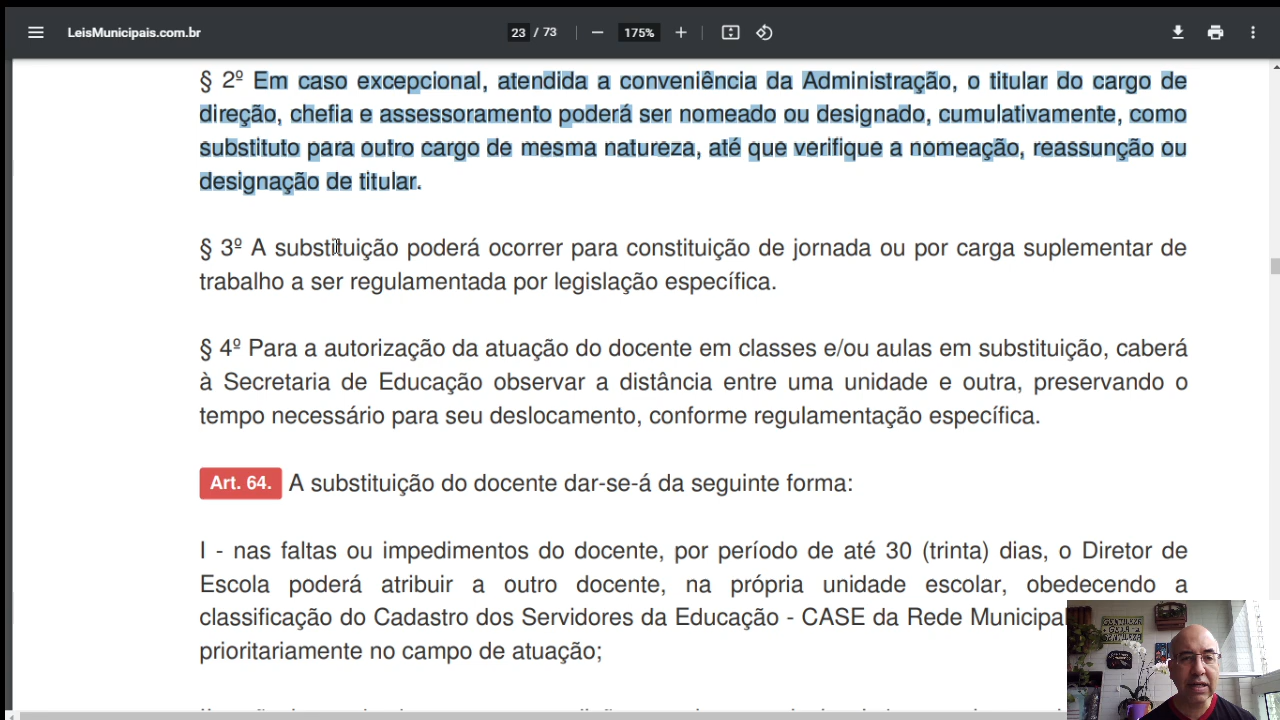 LeisMunicipais.com.br 23 / 73 175%
§ 2º Em caso excepcional, atendida a conveniência da Administração, o titular do cargo de
direção, chefia e assessoramento poderá ser nomeado ou designado, cumulativamente, como
substituto para outro cargo de mesma natureza, até que verifique a nomeação, reassunção ou
designação de titular.
§ 3º A substituição poderá ocorrer para constituição de jornada ou por carga suplementar de
trabalho a ser regulamentada por legislação específica.
§ 4º Para a autorização da atuação do docente em classes e/ou aulas em substituição, caberá
à Secretaria de Educação observar a distância entre uma unidade e outra, preservando o
tempo necessário para seu deslocamento, conforme regulamentação específica.
Art. 64. A substituição do docente dar-se-á da seguinte forma:
I - nas faltas ou impedimentos do docente, por período de até 30 (trinta) dias, o Diretor de
Escola poderá atribuir a outro docente, na própria unidade escolar, obedecendo a
classificação do Cadastro dos Servidores da Educação - CASE da Rede Municipal
prioritariamente no campo de atuação;